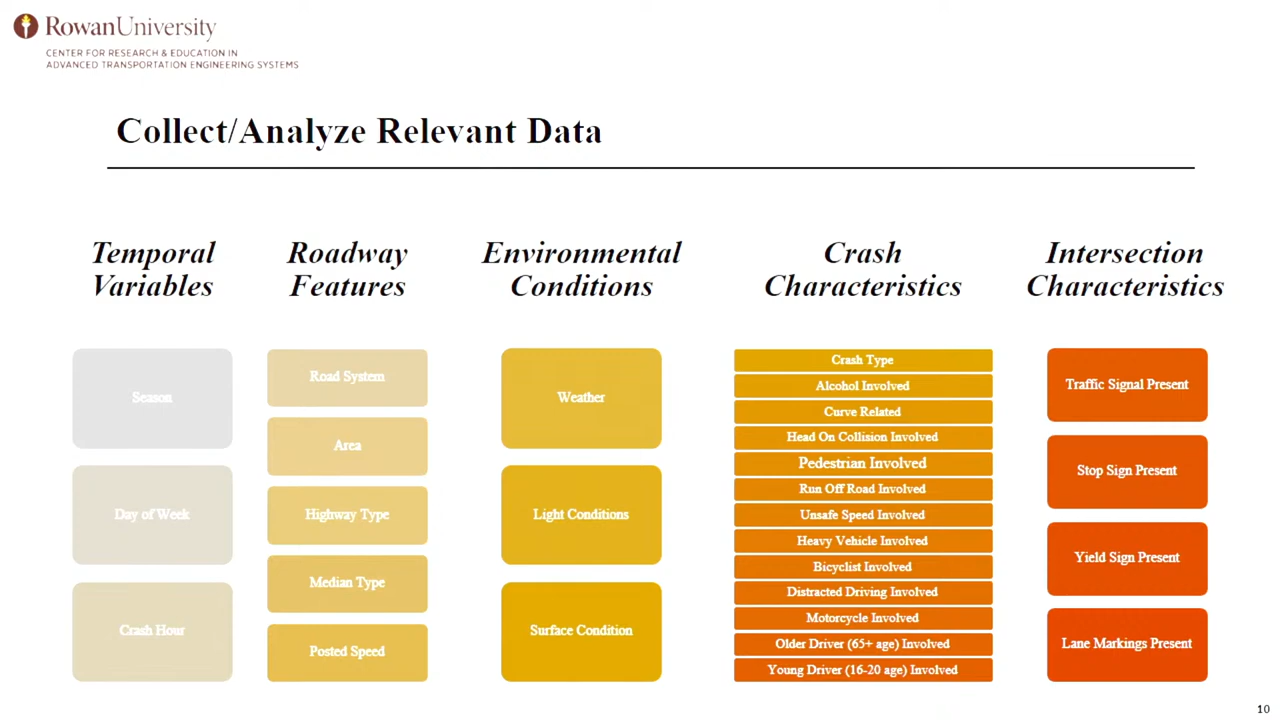 RowanUniversity
CENTER FOR RESEARCH & EDUCATION IN
ADVANCED TRANSPORTATION ENGINEERING SYSTEMS
Collect/Analyze Relevant Data
Temporal
Variables
Season
Day of Week
Crash Hour
Roadway
Features
Road System
Area
Highway Type
Median Type
Posted Speed
Environmental
Conditions
Weather
Light Conditions
Surface Condition
Crash
Characteristics
Crash Type
Alcohol Involved
Curve Related
Head On Collision Involved
Pedestrian Involved
Run Off Road Involved
Unsafe Speed Involved
Heavy Vehicle Involved
Bicyclist Involved
Distracted Driving Involved
Motorcycle Involved
Older Driver (65+ age) Involved
Young Driver (16-20 age) Involved
Intersection
Characteristics
Traffic Signal Present
Stop Sign Present
Yield Sign Present
Lane Markings Present
10